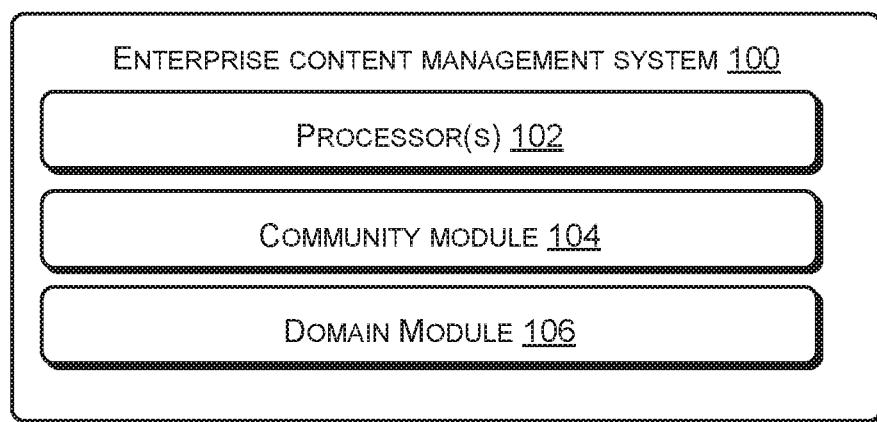 ENTERPRISE CONTENT MANAGEMENT SYSTEM 100
PROCESSOR(S) 102
COMMUNITY MODULE 104
DOMAIN MODULE 106